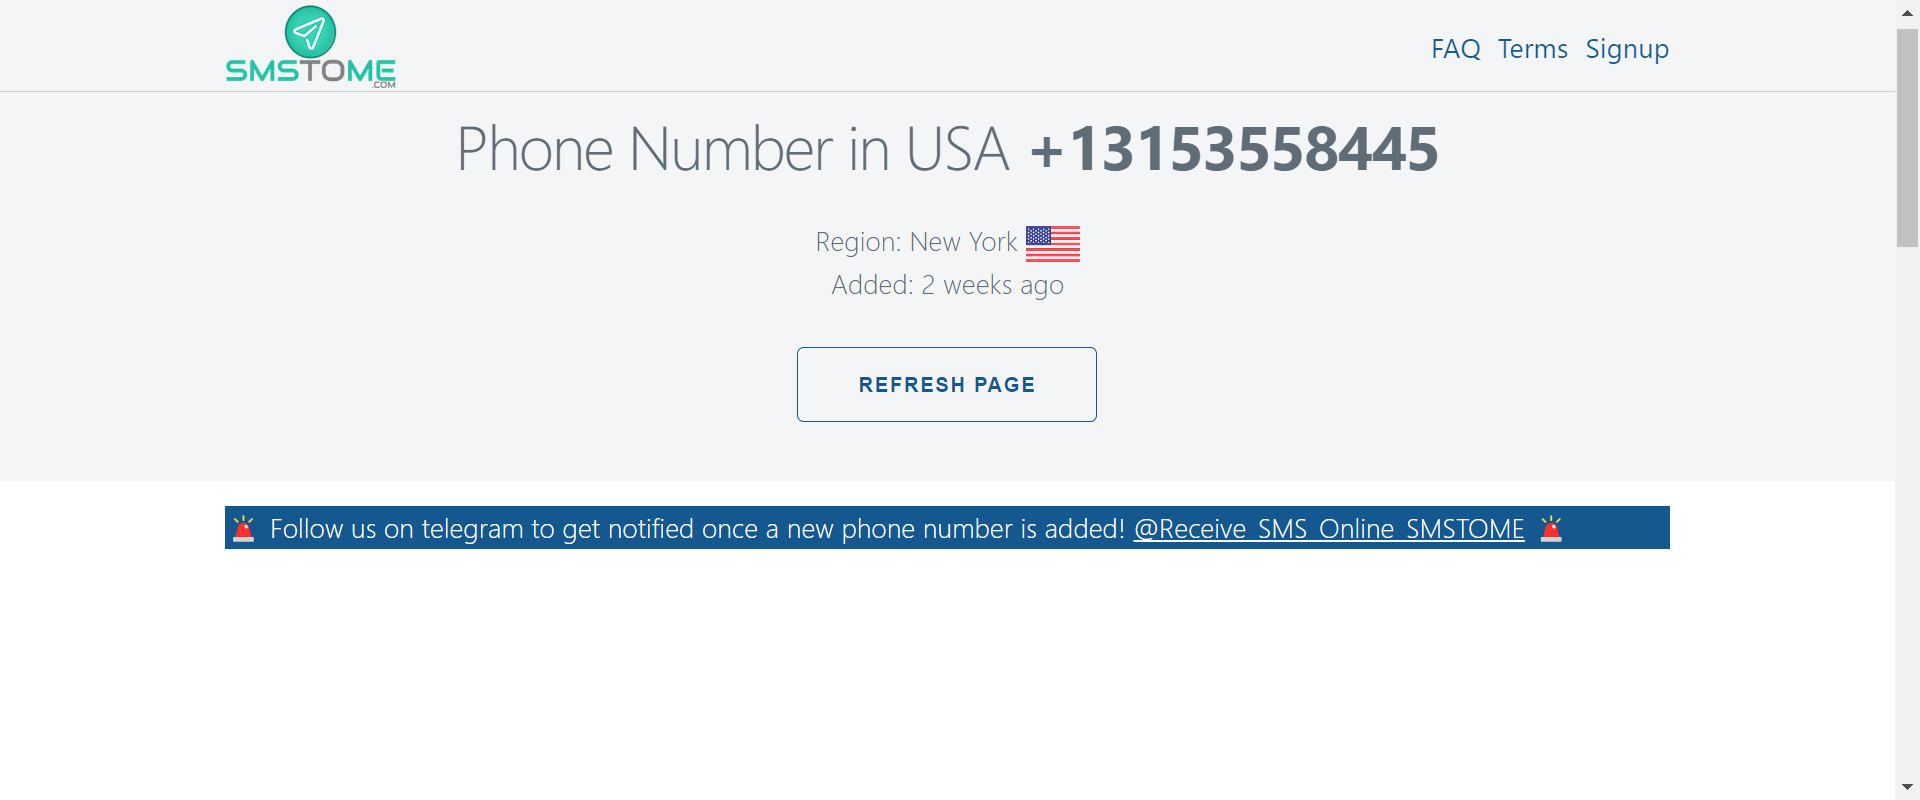 SMSTOME
.COM
FAQ Terms Signup
Phone Number in USA +13153558445
Region: New York
Added: 2 weeks ago
REFRESH PAGE
Follow us on telegram to get notified once a new phone number is added! @Receive_SMS_Online_SMSTOME